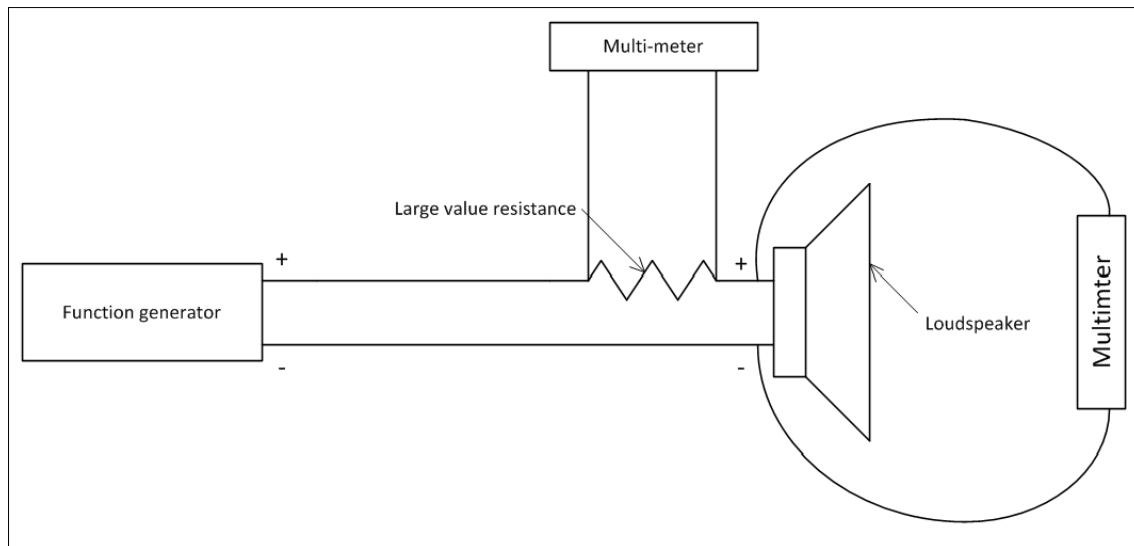 Multi-meter
Large value resistance
+
+
Function generator
Loudspeaker
Multimter
-
-